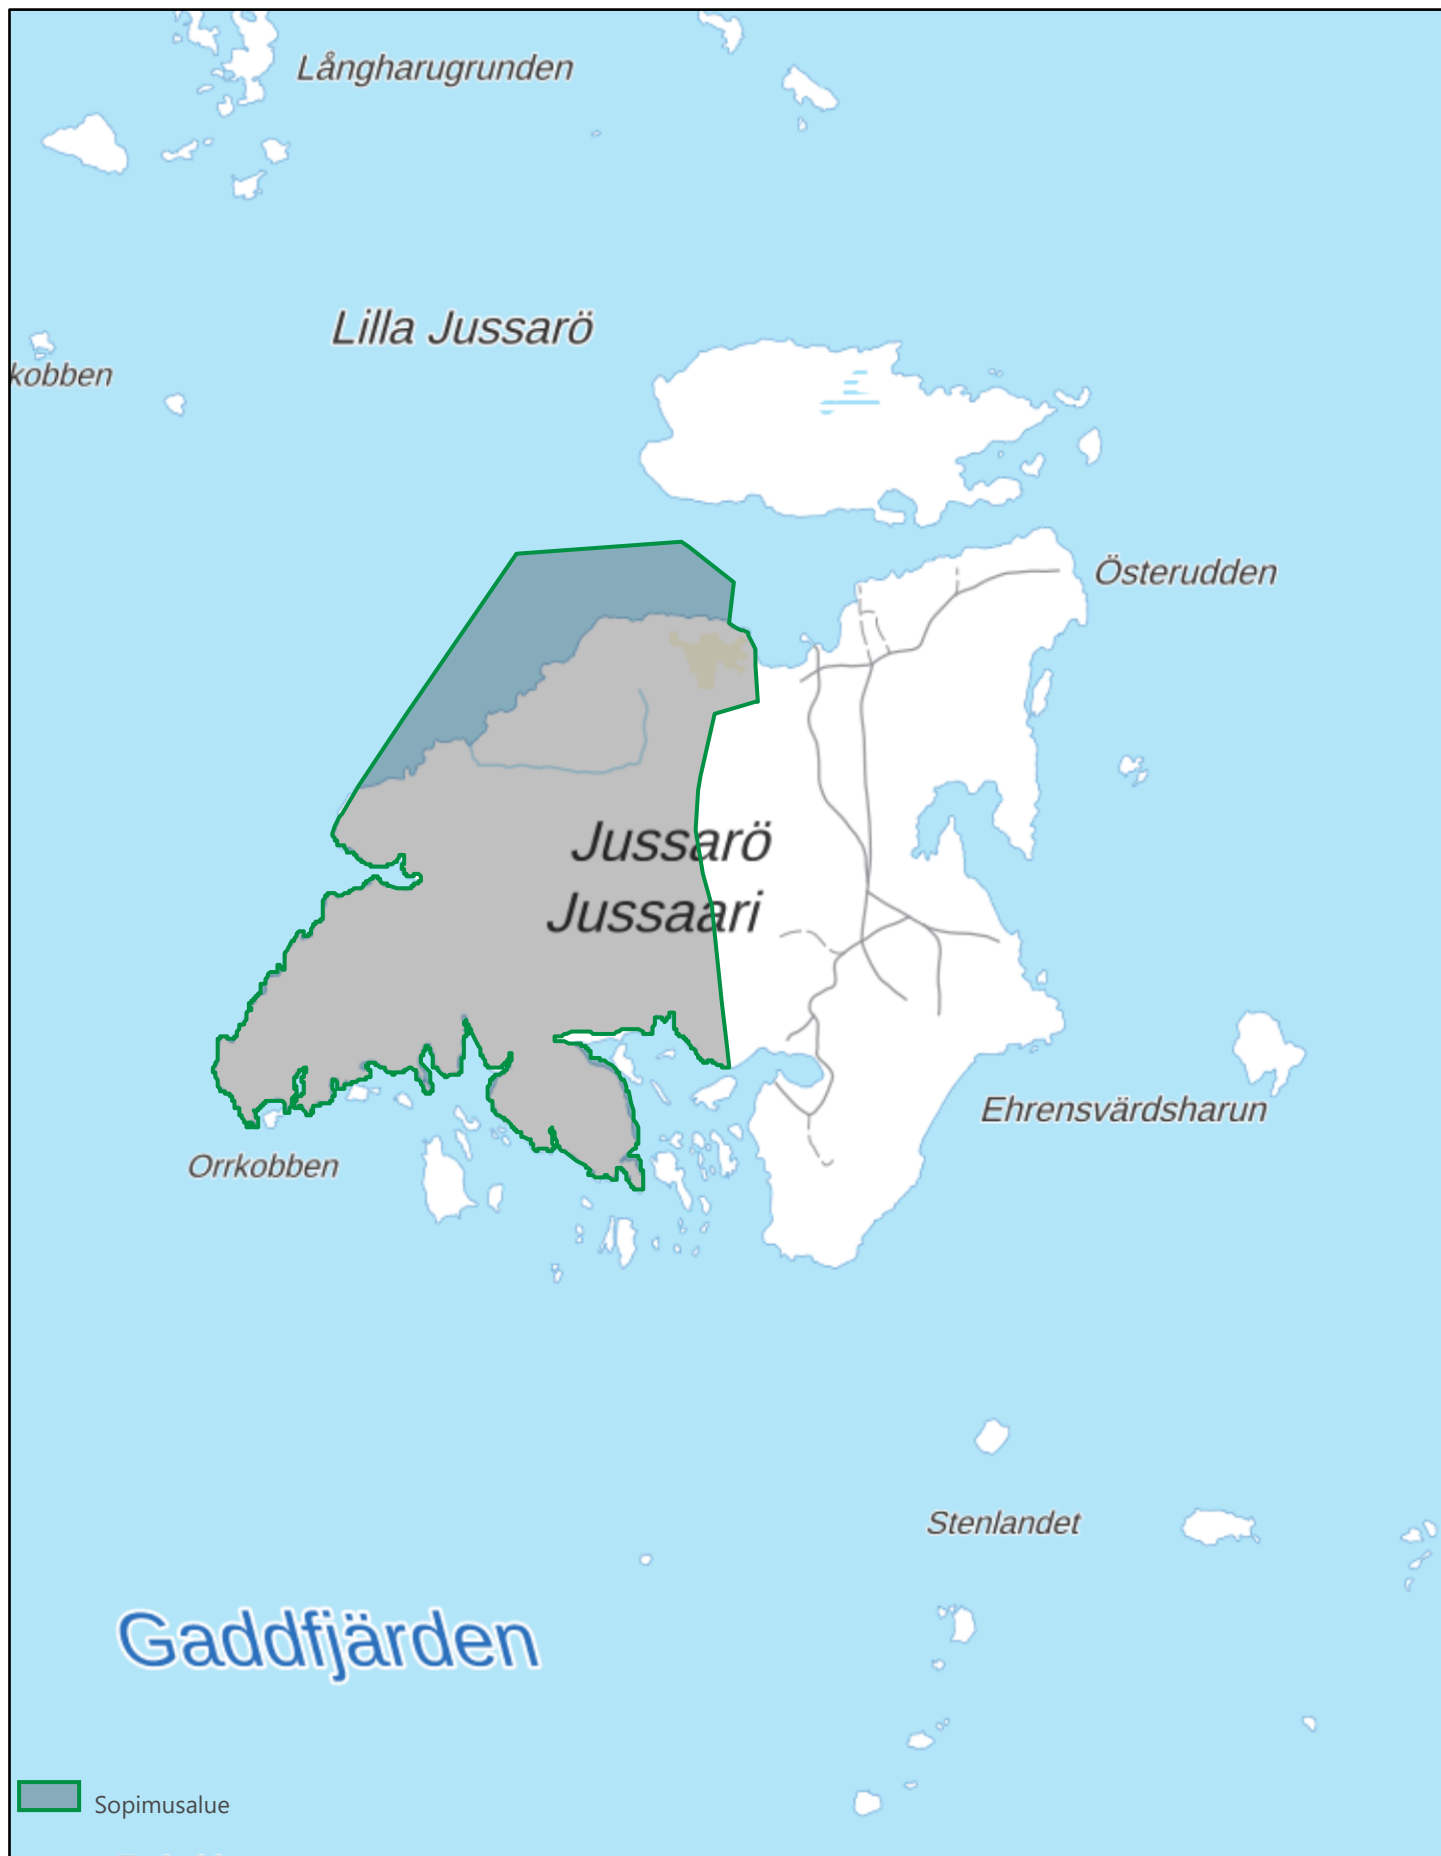 Långharugrunden
Lilla Jussarö
kobben
Österudden
Jussarö
Jussaari
Ehrensvärdsharun
Orrkobben
Stenlandet
Gaddfjärden
Sopimusalue